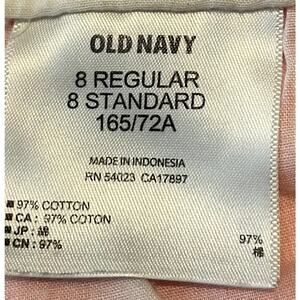 OLD NAVY
8 REGULAR
8 STANDARD
165/72A
MADE IN INDONESIA
RN 54023 CA17897
97% COTTON
CA : 97% COTON
JP : 綿 97%
CN : 97% 棉